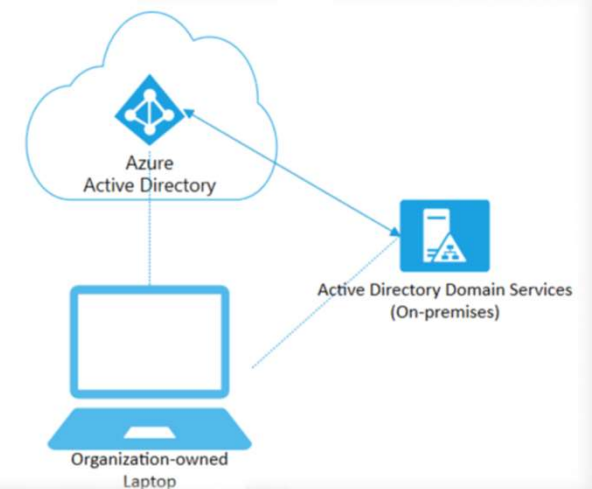 Azure
Active Directory
Active Directory Domain Services
(On-premises)
Organization-owned
Laptop